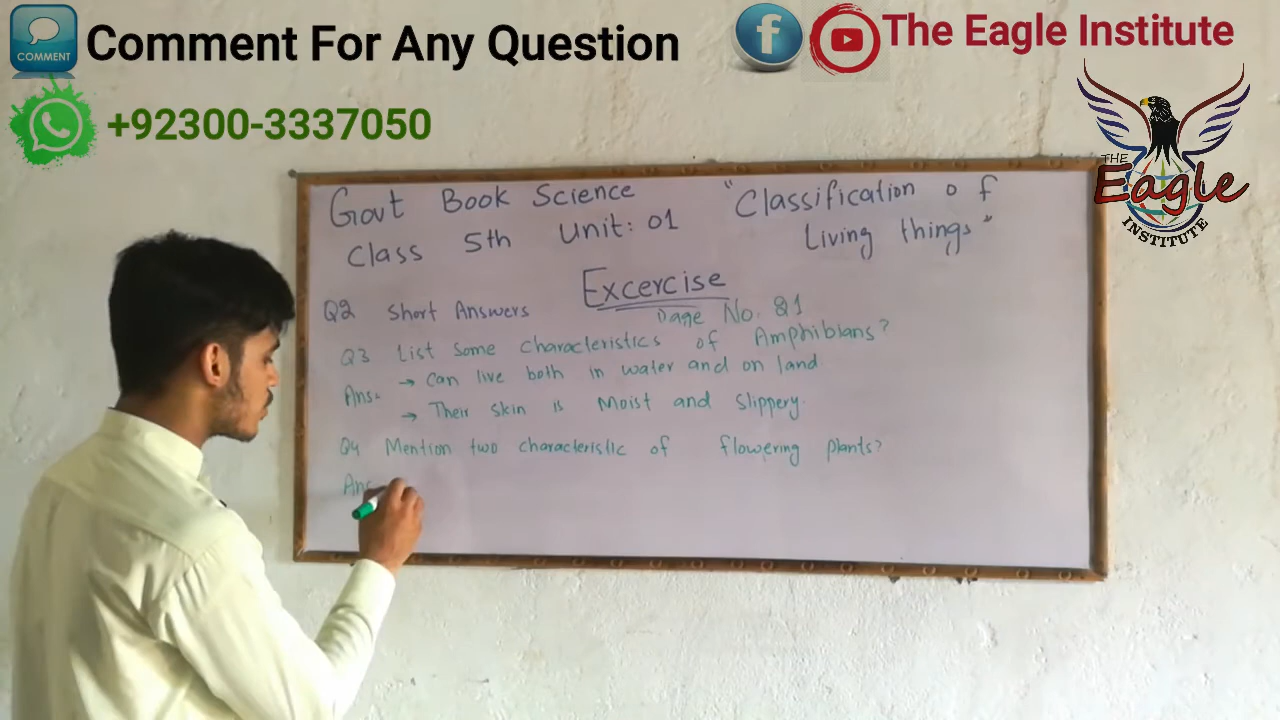 COMMENT
Comment For Any Question
The Eagle Institute
+92300-3337050
THE
Eagle
INSTITUTE
Govt Book Science
"Classification of
Living things"
Class 5th Unit: 01
Excercise
Q2 Short Answers
Page No. 21
Q3 List some characteristics of Amphibians?
Ans. → Can live both in water and on land
→ Their skin is Moist and Slippery.
Q4 Mention two characteristic of flowering plants?
Ans